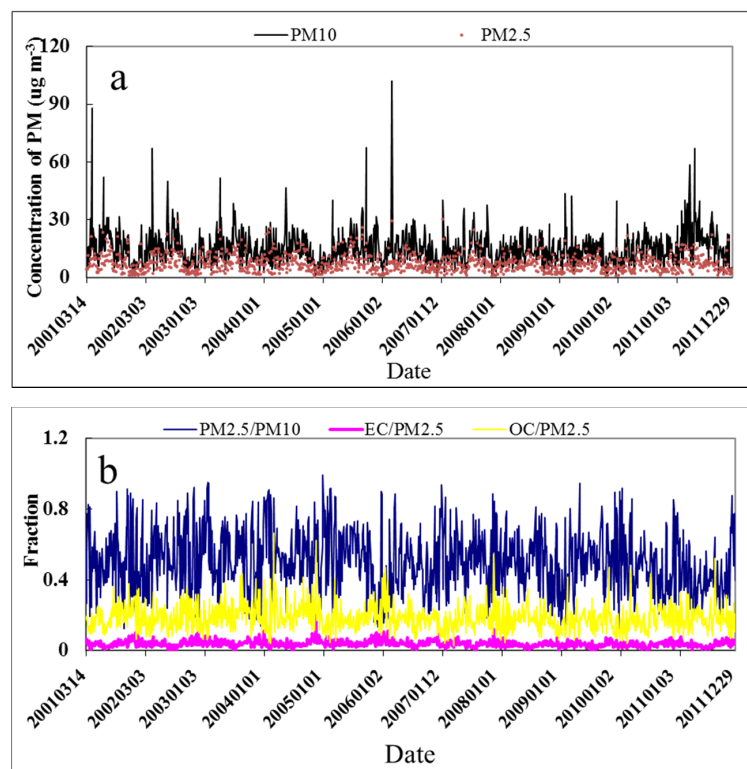 PM10 PM2.5
a
Concentration of PM (ug m-3)
120
90
60
30
0
20010314 20020303 20030103 20040101 20050101 20060102 20070112 20080101 20090101 20100102 20110103 20111229
Date
PM2.5/PM10 EC/PM2.5 OC/PM2.5
b
Fraction
1.2
0.8
0.4
0
20010314 20020303 20030103 20040101 20050101 20060102 20070112 20080101 20090101 20100102 20110103 20111229
Date